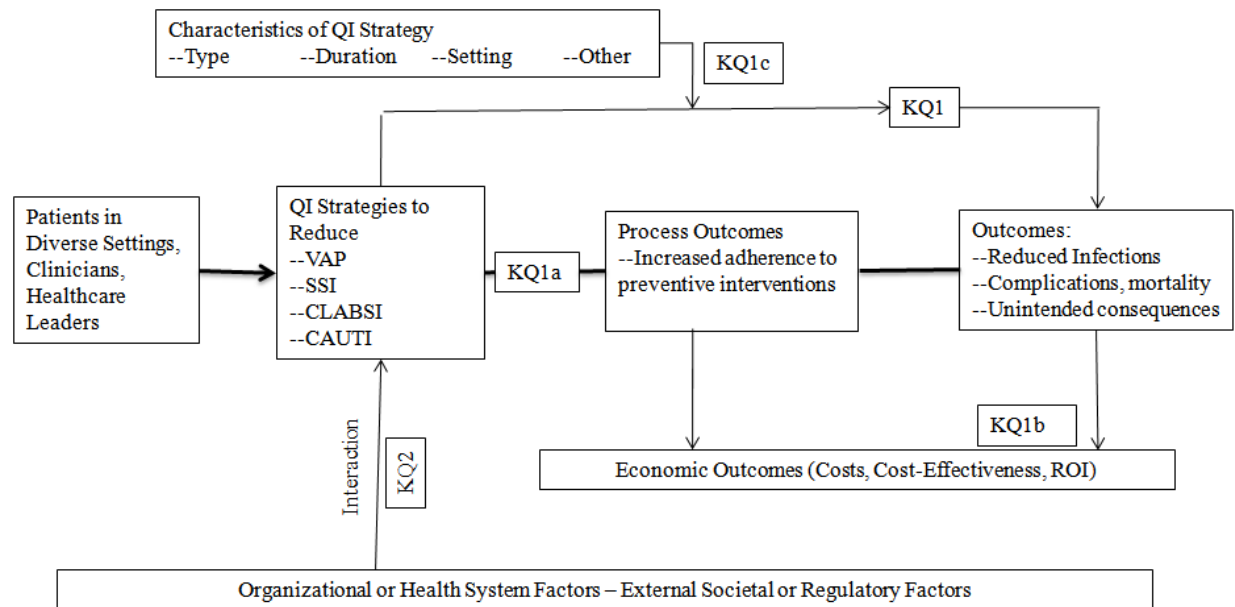 Characteristics of QI Strategy
--Type --Duration --Setting --Other
KQ1c
KQ1
Patients in
Diverse Settings,
Clinicians,
Healthcare
Leaders
QI Strategies to
Reduce
--VAP
--SSI
--CLABSI
--CAUTI
KQ1a
Process Outcomes
--Increased adherence to
preventive interventions
Outcomes:
--Reduced Infections
--Complications, mortality
--Unintended consequences
Interaction
KQ2
KQ1b
Economic Outcomes (Costs, Cost-Effectiveness, ROI)
Organizational or Health System Factors – External Societal or Regulatory Factors